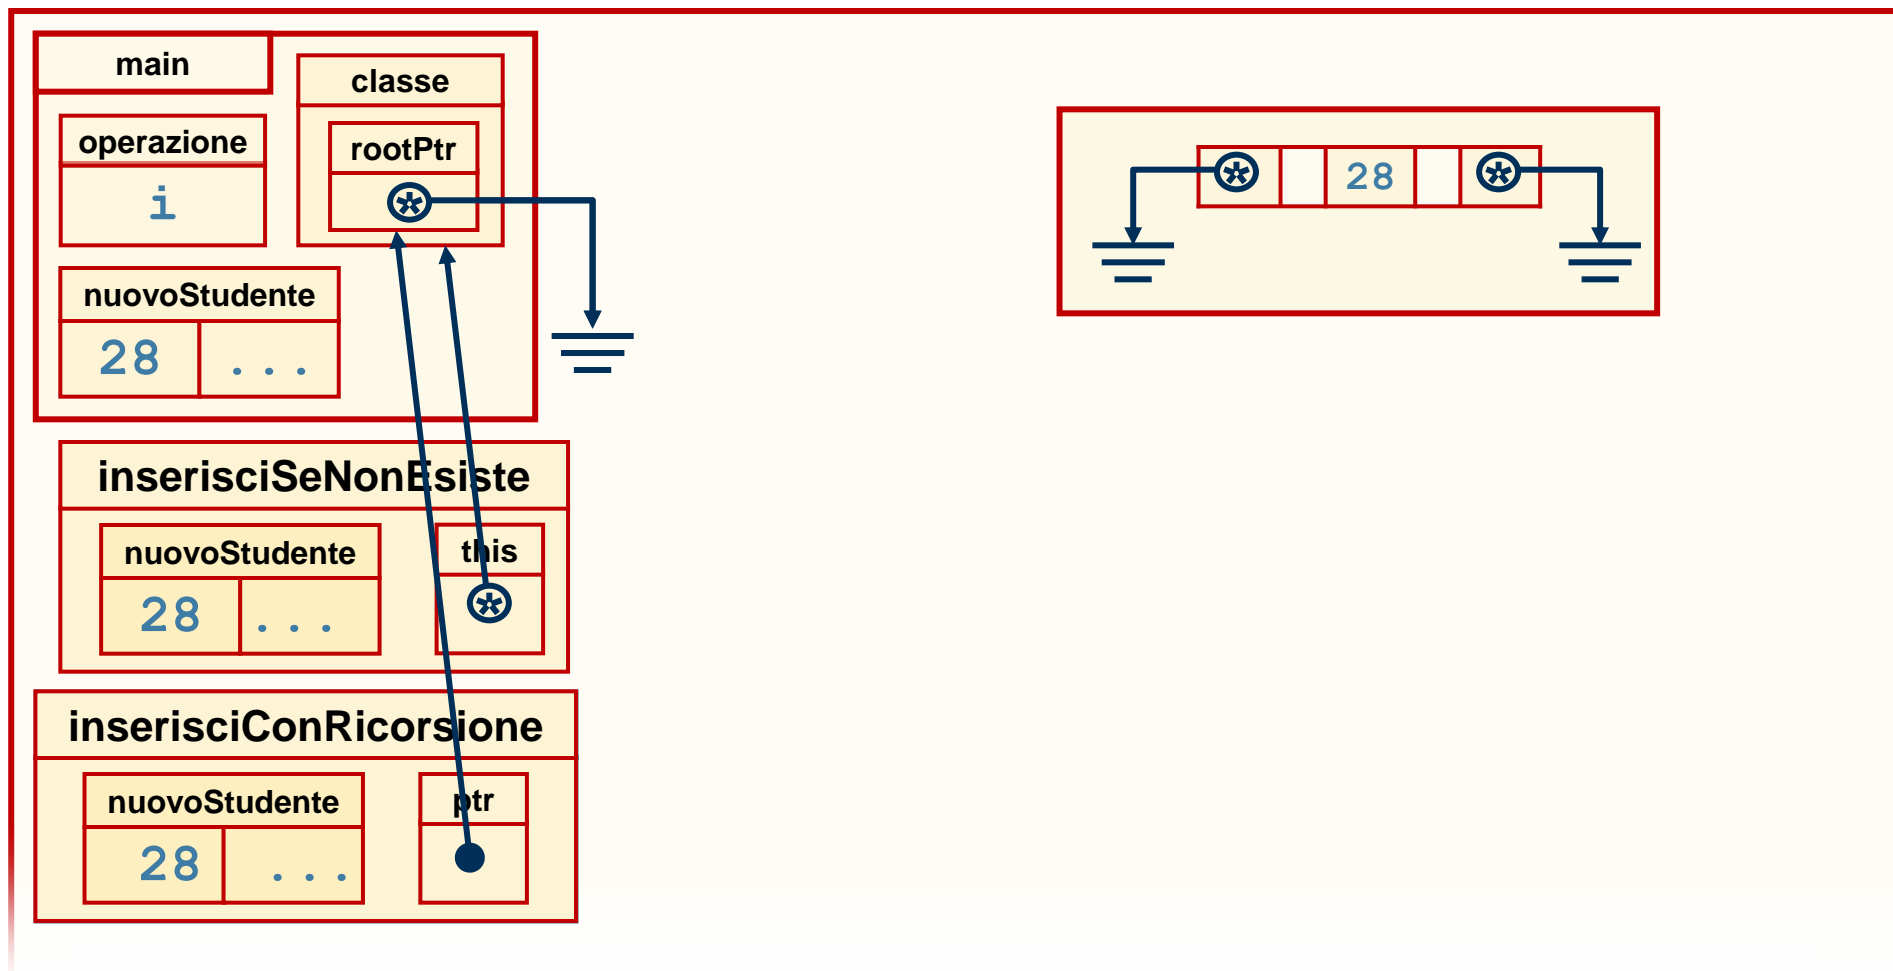 main
classe
operazione
rootPtr
i
*
nuovoStudente
28 ...
* 28 *
inserisciSeNonEsiste
nuovoStudente
this
28 ...
*
inserisciConRicorsione
nuovoStudente
ptr
28 ...